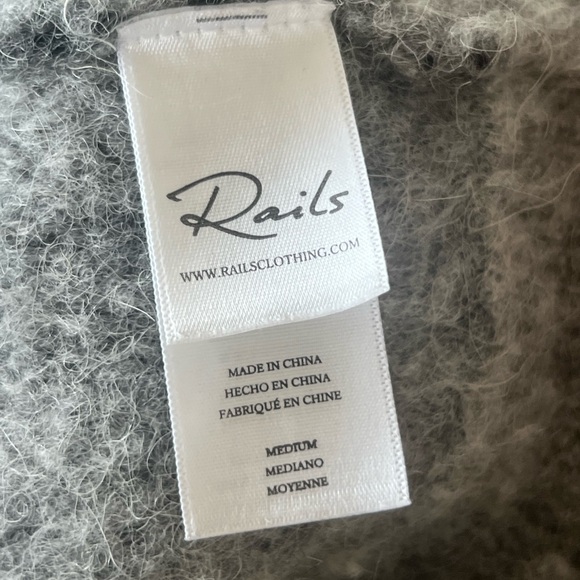 Rails
WWW.RAILSCLOTHING.COM
MADE IN CHINA
HECHO EN CHINA
FABRIQUÉ EN CHINE
MEDIUM
MEDIANO
MOYENNE